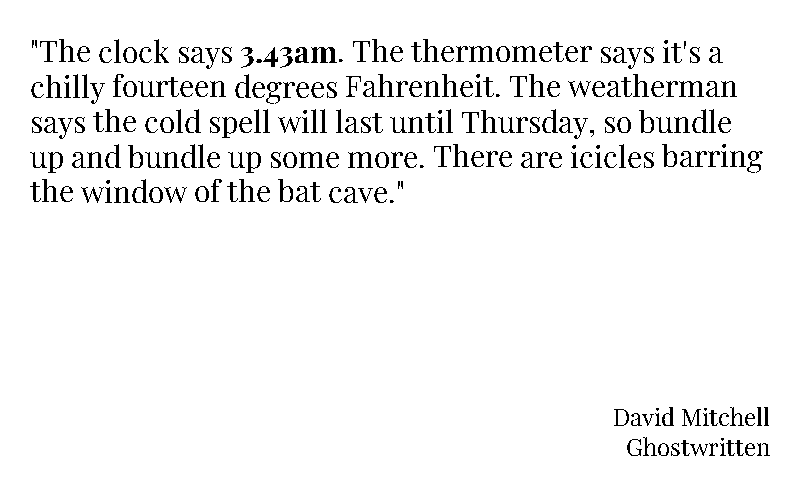 "The clock says 3.43am. The thermometer says it's a
chilly fourteen degrees Fahrenheit. The weatherman
says the cold spell will last until Thursday, so bundle
up and bundle up some more. There are icicles barring
the window of the bat cave."
David Mitchell
Ghostwritten